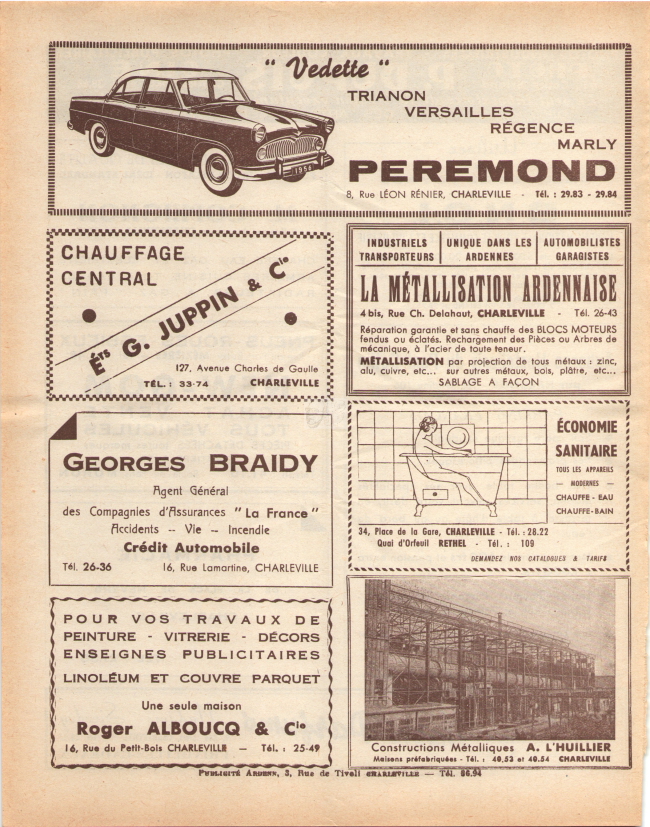 " Vedette "
TRIANON
VERSAILLES
RÉGENCE
MARLY
PEREMOND
8, Rue LÉON RÉNIER, CHARLEVILLE - Tél. : 29.83 - 29.84
1956
CHAUFFAGE
CENTRAL
Éts G. JUPPIN & Cie
127, Avenue Charles de Gaulle
TÉL. : 33-74 CHARLEVILLE
INDUSTRIELS
TRANSPORTEURS
UNIQUE DANS LES
ARDENNES
AUTOMOBILISTES
GARAGISTES
LA MÉTALLISATION ARDENNAISE
4 bis, Rue Ch. Delahaut, CHARLEVILLE - Tél. 26-43
Réparation garantie et sans chauffe des BLOCS MOTEURS
fendus ou éclatés. Rechargement des Pièces ou Arbres de
mécanique, à l'acier de toute teneur.
MÉTALLISATION par projection de tous métaux : zinc,
alu, cuivre, etc... sur autres métaux, bois, plâtre, etc...
SABLAGE A FAÇON
GEORGES BRAIDY
Agent Général
des Compagnies d'Assurances "La France"
Accidents -- Vie -- Incendie
Crédit Automobile
Tél. 26-36 16, Rue Lamartine, CHARLEVILLE
ÉCONOMIE
SANITAIRE
TOUS LES APPAREILS
— MODERNES —
CHAUFFE - EAU
CHAUFFE-BAIN
34, Place de la Gare, CHARLEVILLE - Tél. : 28.22
Quai d'Orfeuil RETHEL - Tél. : 109
DEMANDEZ NOS CATALOGUES & TARIFS
POUR VOS TRAVAUX DE
PEINTURE - VITRERIE - DÉCORS
ENSEIGNES PUBLICITAIRES
LINOLÉUM ET COUVRE PARQUET
Une seule maison
Roger ALBOUCQ & Cie
16, Rue du Petit-Bois CHARLEVILLE — Tél. : 25-49
Constructions Métalliques A. L'HUILLIER
Maisons préfabriquées - Tél. : 40.53 et 40.54 CHARLEVILLE
PUBLICITÉ ARDENN, 3, Rue de Tivoli CHARLEVILLE — Tél. 36.94